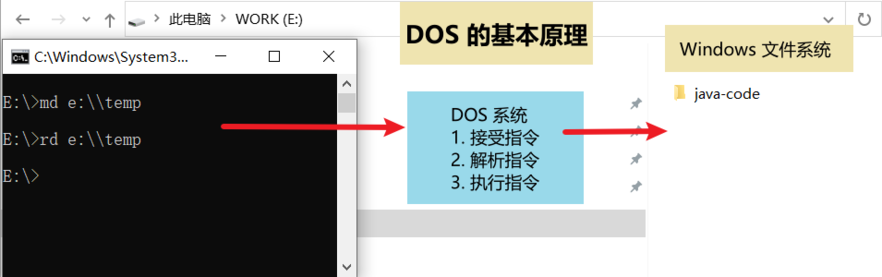 此电脑 > WORK (E:)
DOS 的基本原理
C:\Windows\System3...
E:\>md e:\\temp
E:\>rd e:\\temp
E:\>
DOS 系统
1. 接受指令
2. 解析指令
3. 执行指令
Windows 文件系统
java-code